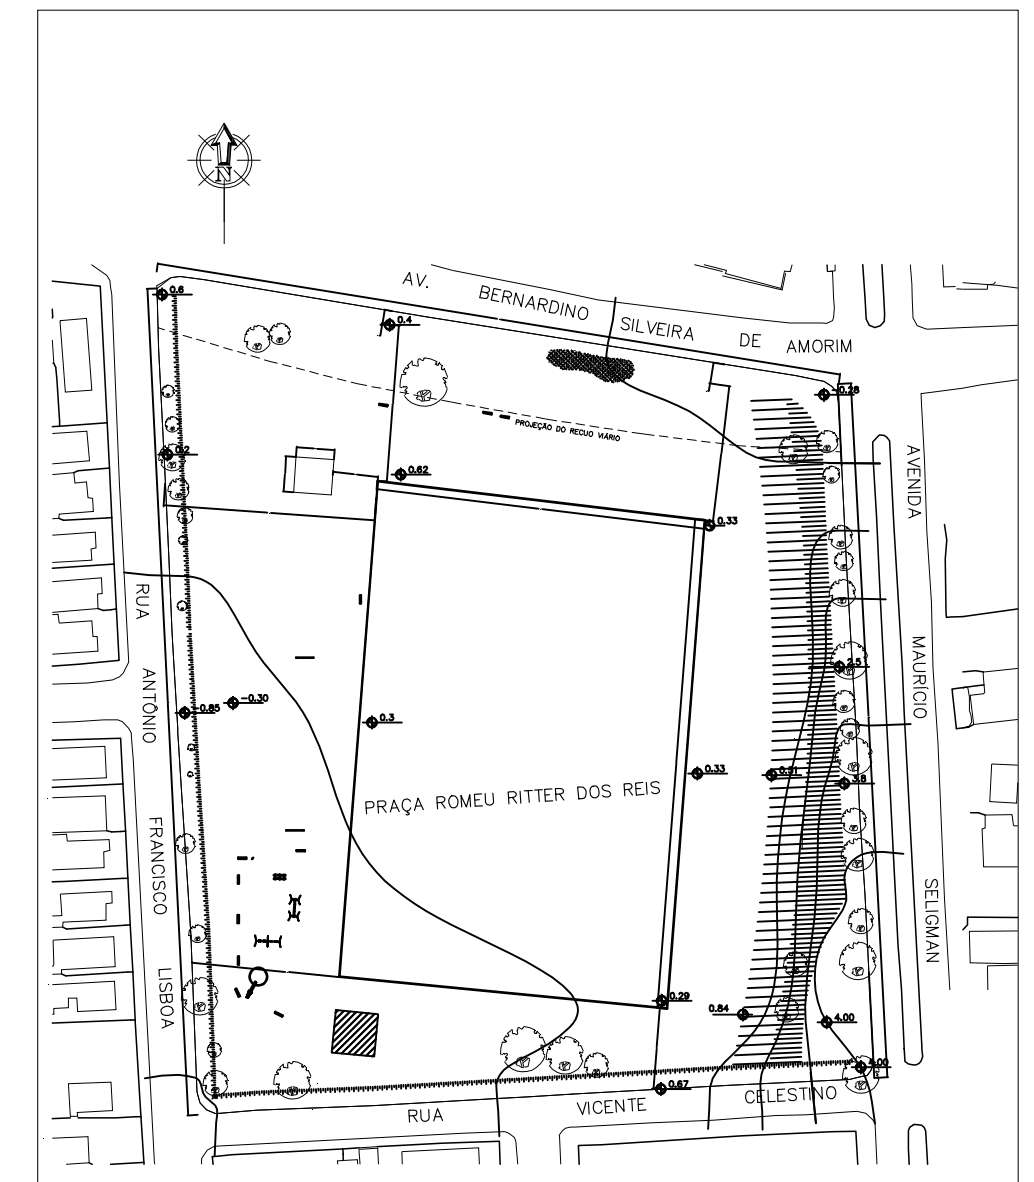 N
AV. BERNARDINO SILVEIRA DE AMORIM
0.6
0.4
-0.28
PROJEÇÃO DO RECUO VIÁRIO
0.2
0.62
0.33
AVENIDA MAURÍCIO SELIGMAN
RUA ANTÔNIO FRANCISCO LISBOA
2.5
-0.30
-0.85
0.3
0.33
0.91
3.8
PRAÇA ROMEU RITTER DOS REIS
0.29
0.84
4.00
4.00
0.67
RUA VICENTE CELESTINO